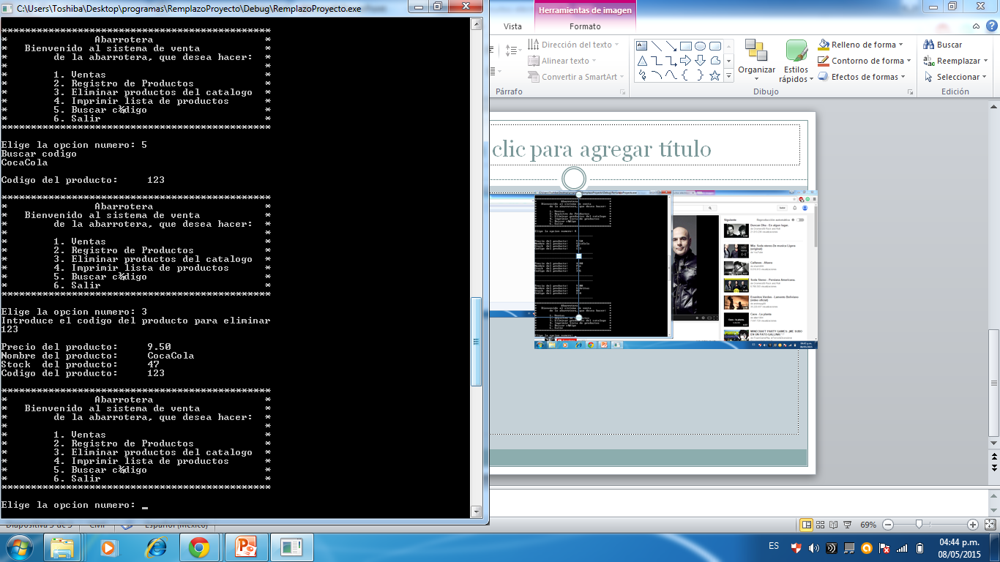 C:\Users\Toshiba\Desktop\programas\RemplazoProyecto\Debug\RemplazoProyecto.exe
**********************************************
* Abarrotera *
* Bienvenido al sistema de venta *
* de la abarrotera, que desea hacer: *
* *
* 1. Ventas *
* 2. Registro de Productos *
* 3. Eliminar productos del catalogo *
* 4. Imprimir lista de productos *
* 5. Buscar c¾digo *
* 6. Salir *
**********************************************
Elige la opcion numero: 5
Buscar codigo
CocaCola
Codigo del producto: 123
**********************************************
* Abarrotera *
* Bienvenido al sistema de venta *
* de la abarrotera, que desea hacer: *
* *
* 1. Ventas *
* 2. Registro de Productos *
* 3. Eliminar productos del catalogo *
* 4. Imprimir lista de productos *
* 5. Buscar c¾digo *
* 6. Salir *
**********************************************
Elige la opcion numero: 3
Introduce el codigo del producto para eliminar
123
Precio del producto: 9.50
Nombre del producto: CocaCola
Stock del producto: 47
Codigo del producto: 123
**********************************************
* Abarrotera *
* Bienvenido al sistema de venta *
* de la abarrotera, que desea hacer: *
* *
* 1. Ventas *
* 2. Registro de Productos *
* 3. Eliminar productos del catalogo *
* 4. Imprimir lista de productos *
* 5. Buscar c¾digo *
* 6. Salir *
**********************************************
Elige la opcion numero: _
Herramientas de imagen
Vista Formato
Dirección del texto
Alinear texto
Convertir a SmartArt
Párrafo
Organizar
Estilos rápidos
Relleno de forma
Contorno de forma
Efectos de formas
Dibujo
Buscar
Reemplazar
Seleccionar
Edición
clic para agregar título
Diapositiva 5 de 5 "Civil" Español (México)
69%
ES
04:44 p.m.
08/05/2015